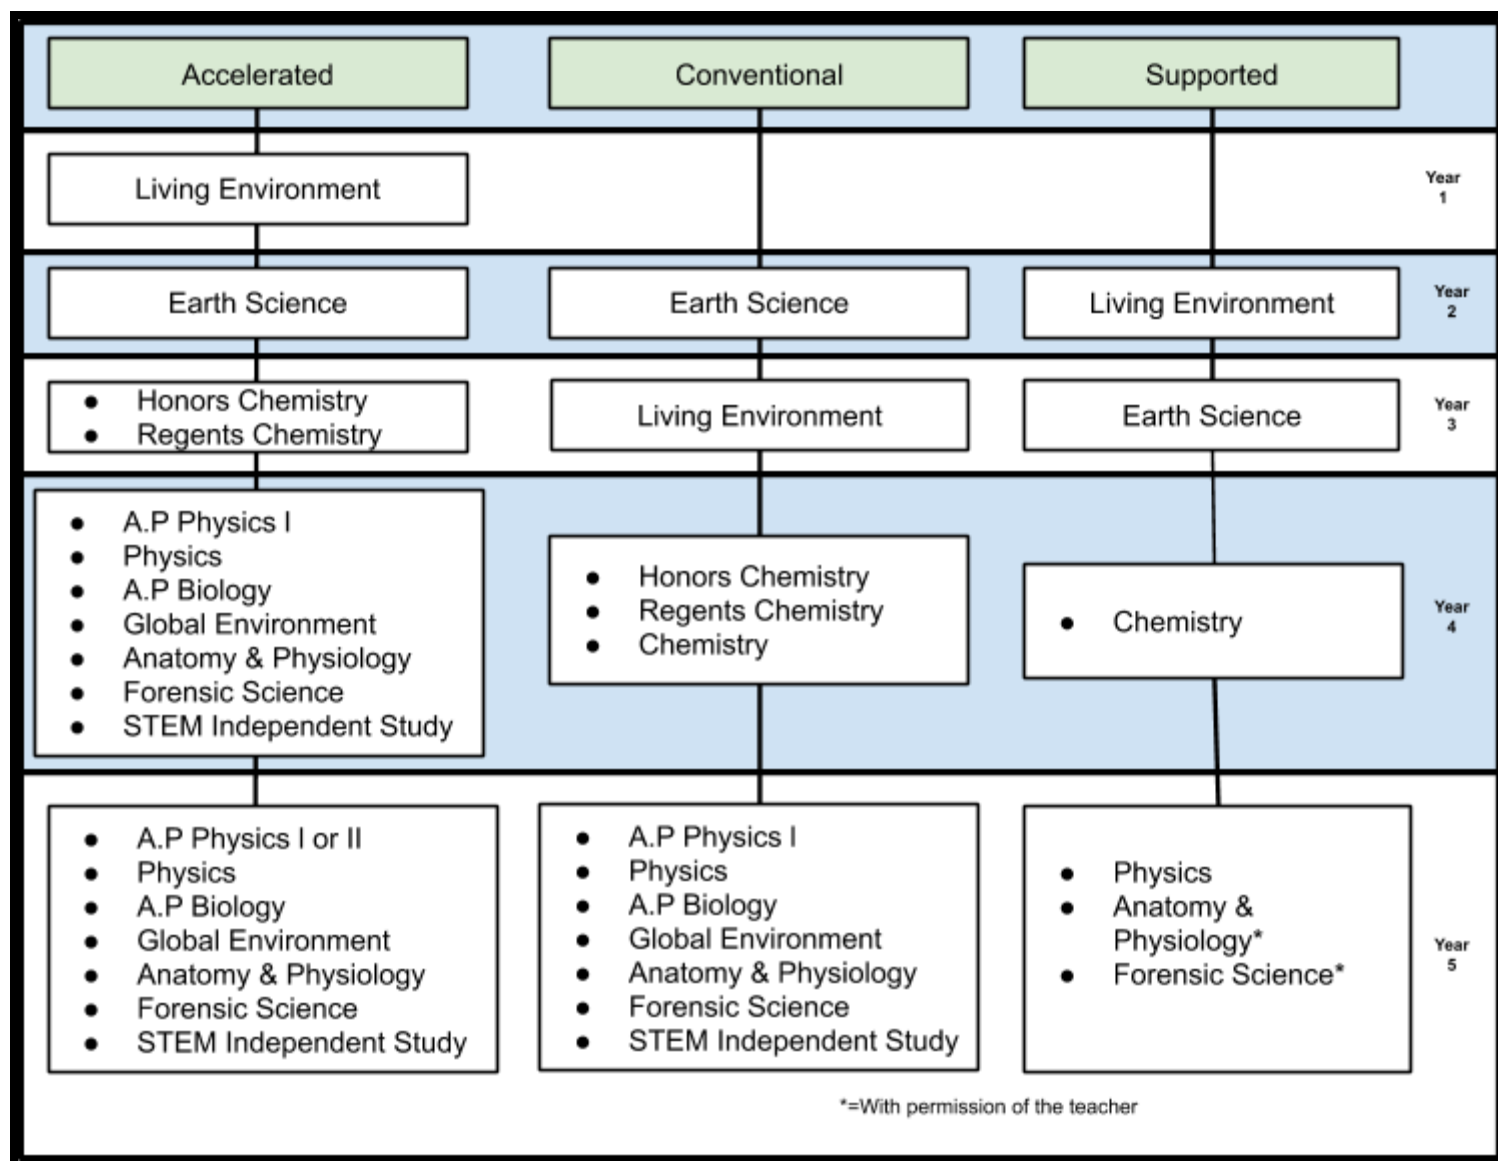 Accelerated
Conventional
Supported
Living Environment
Year
1
Earth Science
Earth Science
Living Environment
Year
2
● Honors Chemistry
● Regents Chemistry
Living Environment
Earth Science
Year
3
● A.P Physics I
● Physics
● A.P Biology
● Global Environment
● Anatomy & Physiology
● Forensic Science
● STEM Independent Study
● Honors Chemistry
● Regents Chemistry
● Chemistry
● Chemistry
Year
4
● A.P Physics I or II
● Physics
● A.P Biology
● Global Environment
● Anatomy & Physiology
● Forensic Science
● STEM Independent Study
● A.P Physics I
● Physics
● A.P Biology
● Global Environment
● Anatomy & Physiology
● Forensic Science
● STEM Independent Study
● Physics
● Anatomy &
Physiology*
● Forensic Science*
Year
5
*=With permission of the teacher